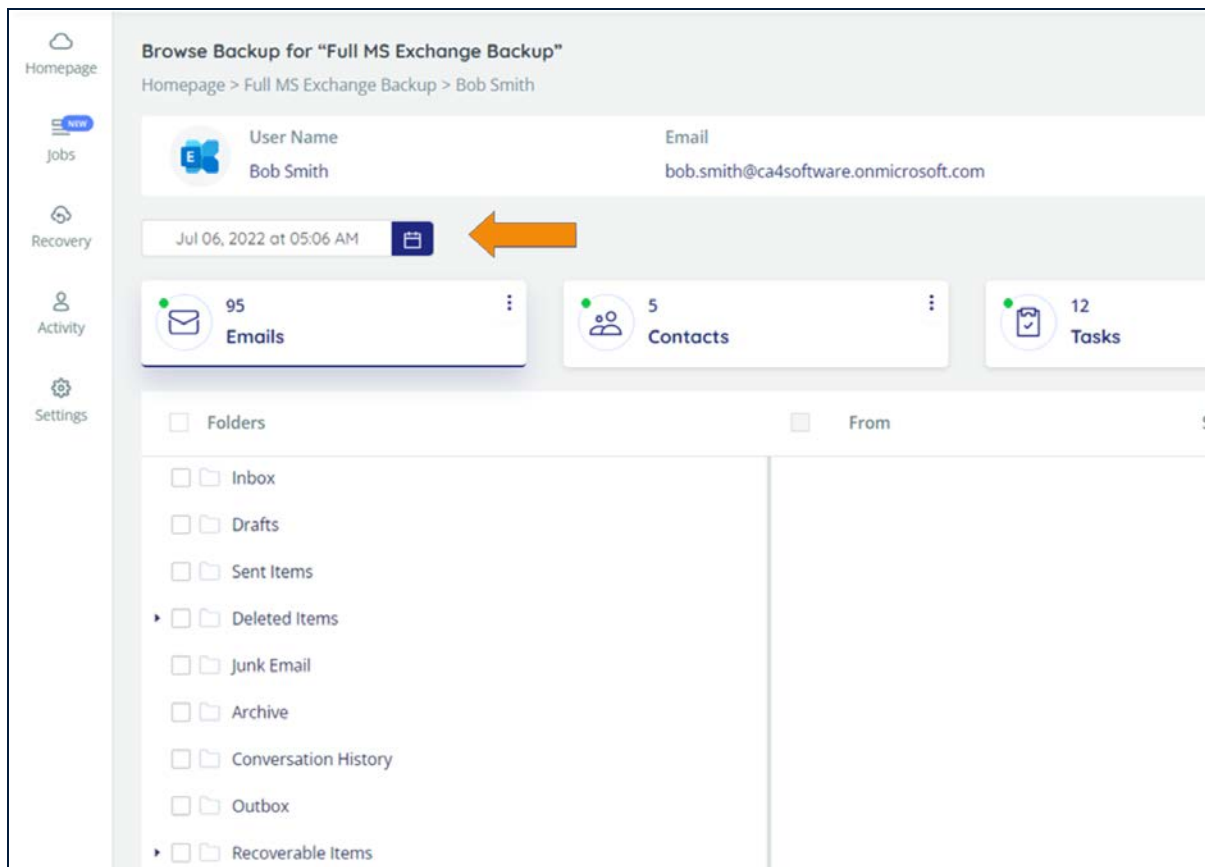 Homepage
NEW
Jobs
Recovery
Activity
Settings
Browse Backup for “Full MS Exchange Backup”
Homepage > Full MS Exchange Backup > Bob Smith
E
User Name
Bob Smith
Email
bob.smith@ca4software.onmicrosoft.com
Jul 06, 2022 at 05:06 AM
95
Emails
5
Contacts
12
Tasks
Folders
From
Inbox
Drafts
Sent Items
Deleted Items
Junk Email
Archive
Conversation History
Outbox
Recoverable Items